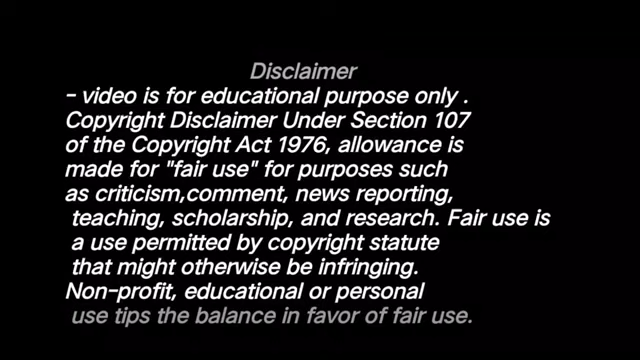 Disclaimer
- video is for educational purpose only .
Copyright Disclaimer Under Section 107
of the Copyright Act 1976, allowance is
made for "fair use" for purposes such
as criticism,comment, news reporting,
teaching, scholarship, and research. Fair use is
a use permitted by copyright statute
that might otherwise be infringing.
Non-profit, educational or personal
use tips the balance in favor of fair use.